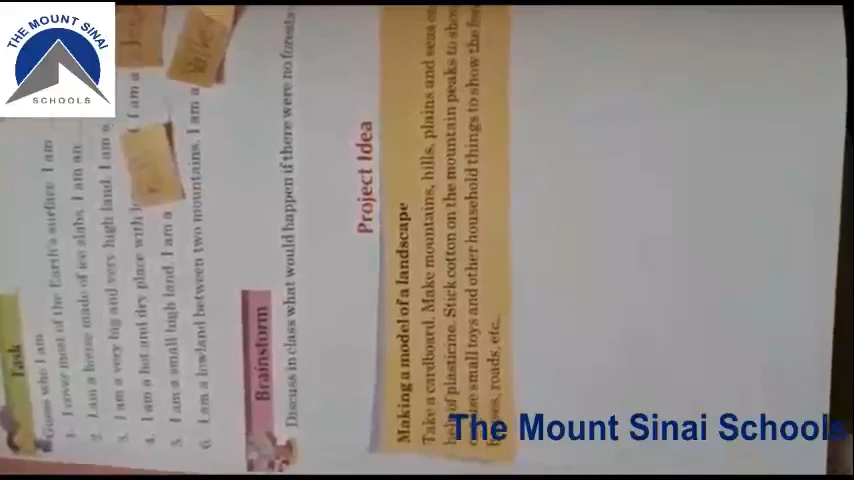 THE MOUNT SINAI
SCHOOLS
Task
Guess who I am
1. I cover most of the Earth's surface. I am
2. I am a house made of ice slabs. I am an
3. I am a very big and very high land. I am a
4. I am a hot and dry place with I am a
5. I am a small high land. I am a
6. I am a lowland between two mountains. I am a
Brainstorm
Discuss in class what would happen if there were no forests
Project Idea
Making a model of a landscape
Take a cardboard. Make mountains, hills, plains and seas
of plasticine. Stick cotton on the mountain peaks to
small toys and other household things to show the
roads, etc.
The Mount Sinai Schools